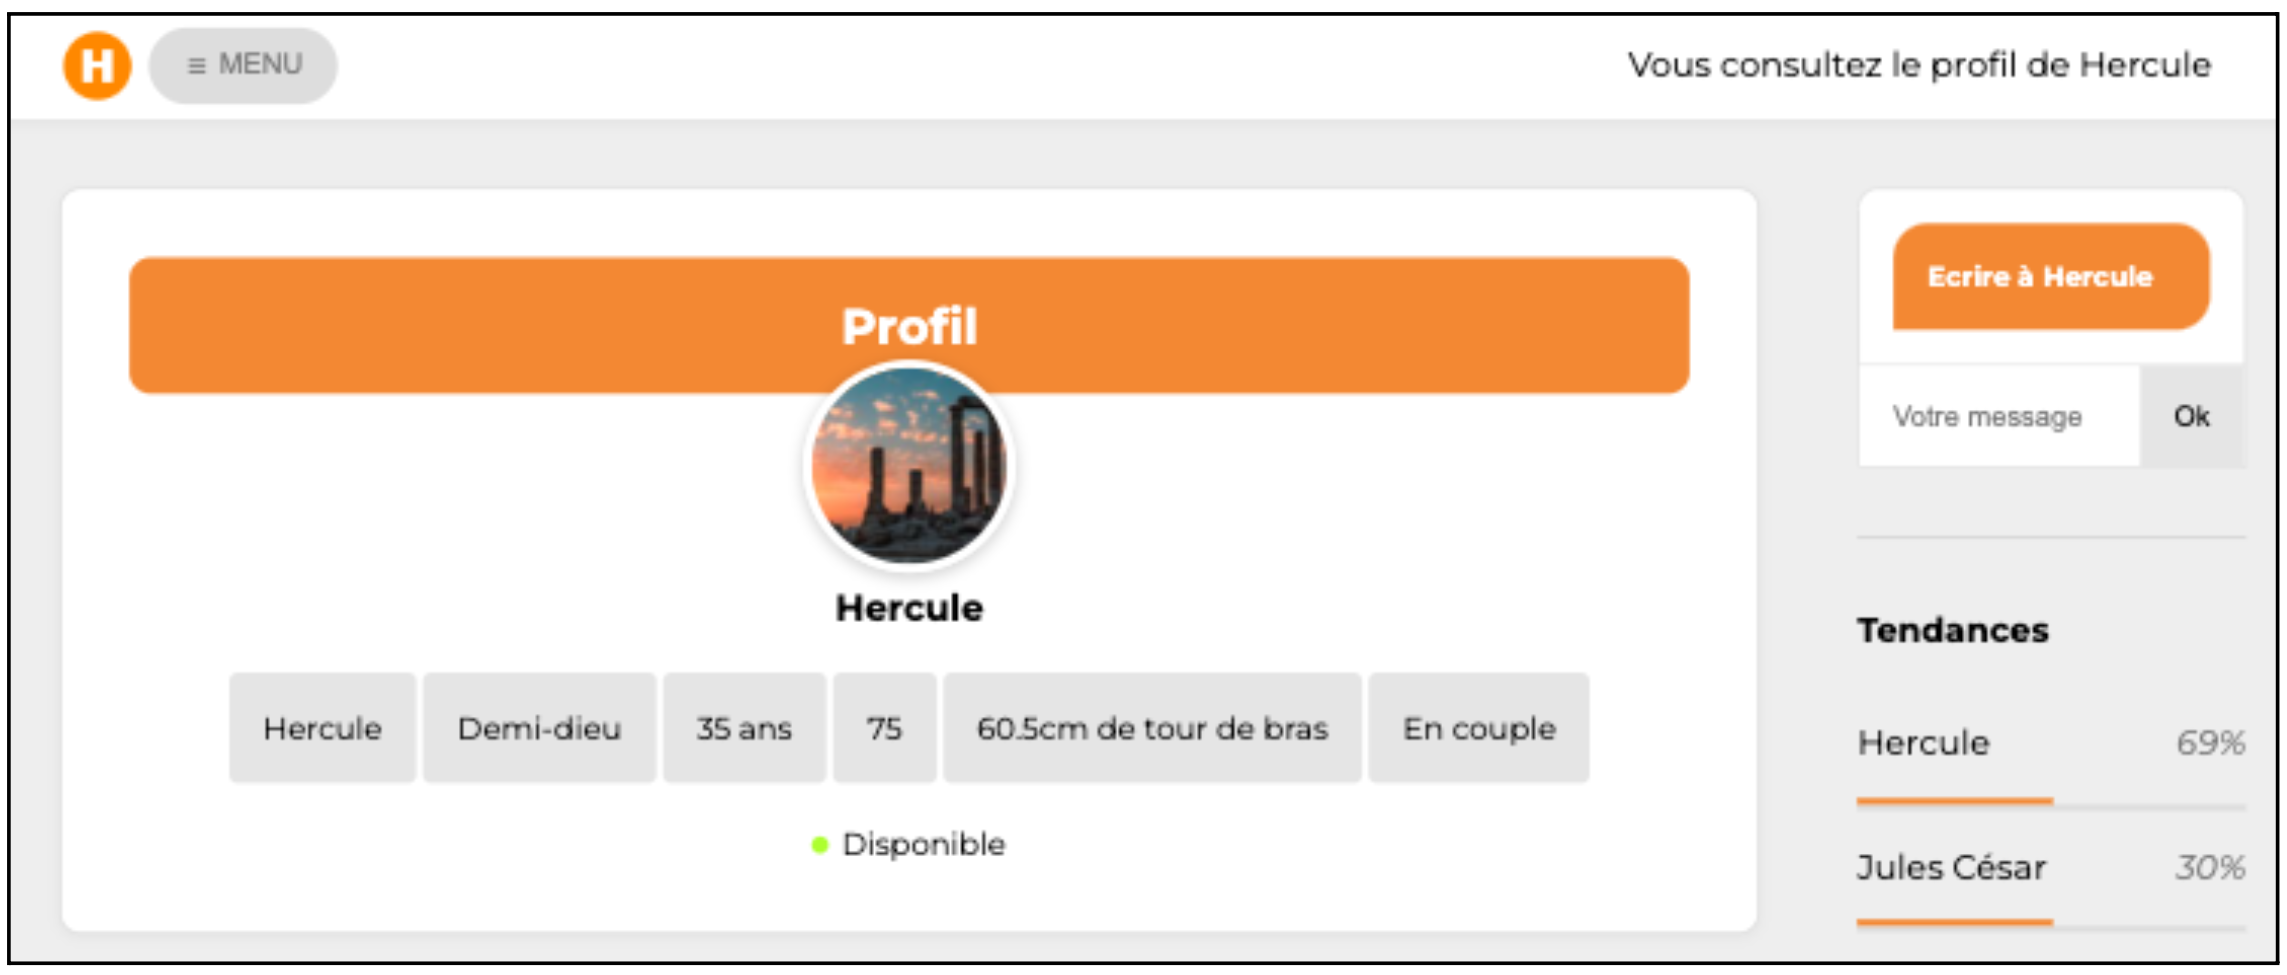 H
≡ MENU
Vous consultez le profil de Hercule
Profil
Hercule
Hercule
Demi-dieu
35 ans
75
60.5cm de tour de bras
En couple
Disponible
Ecrire à Hercule
Votre message
Ok
Tendances
Hercule 69%
Jules César 30%